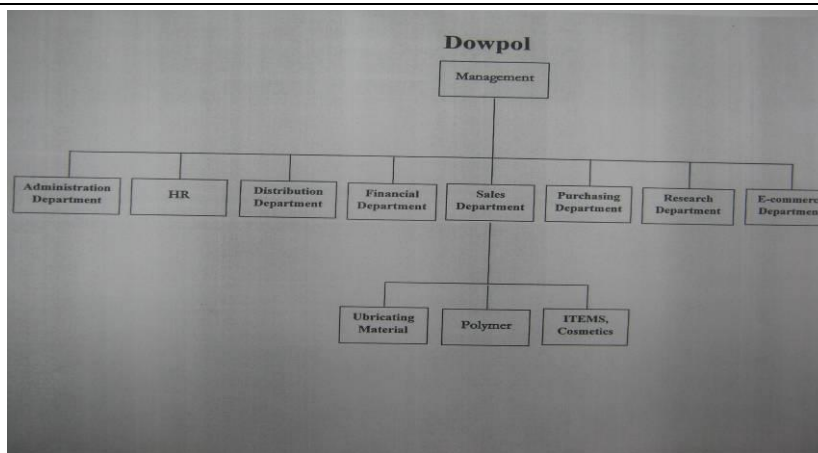 Dowpol
Management
Administration
Department
HR
Distribution
Department
Financial
Department
Sales
Department
Purchasing
Department
Research
Department
E-commerc
Departmen
Ubricating
Material
Polymer
ITEMS,
Cosmetics